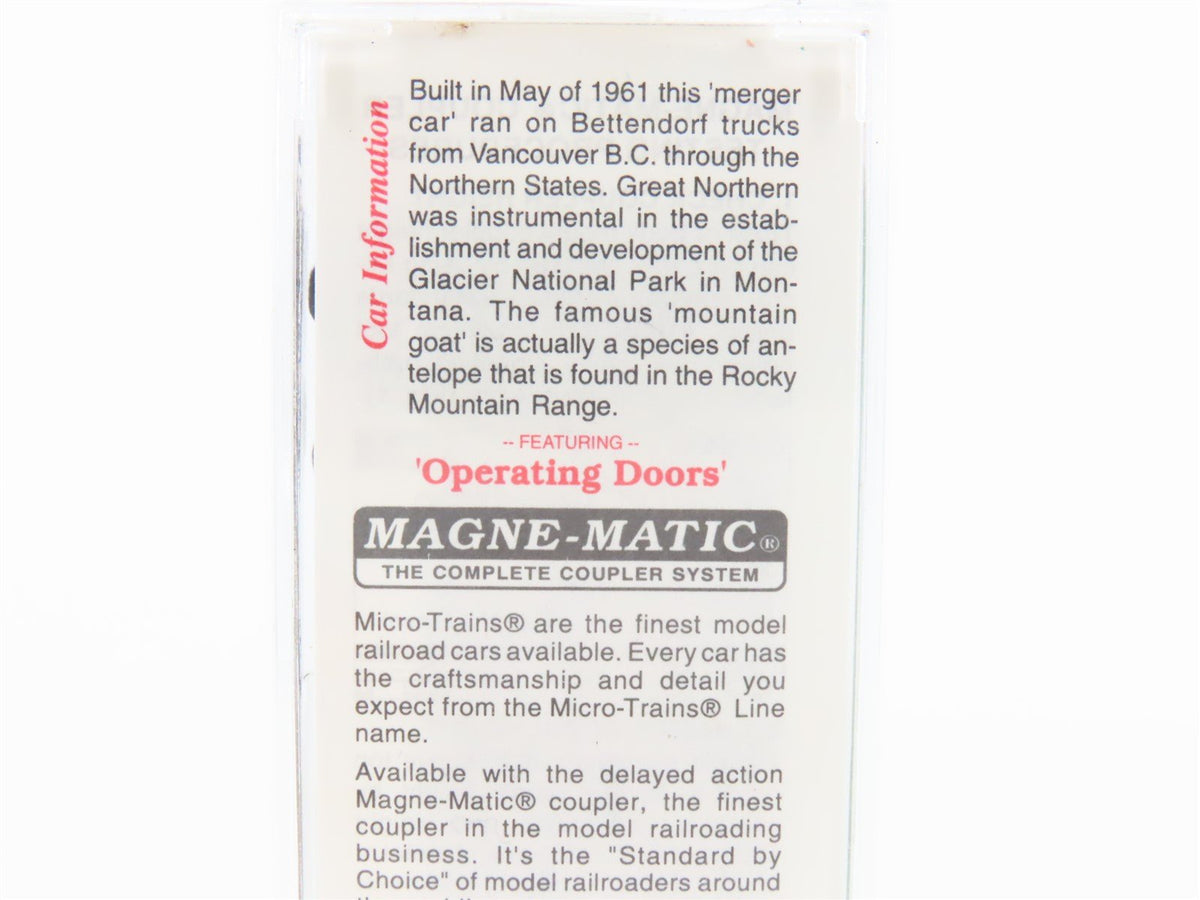 Car Information
Built in May of 1961 this 'merger
car' ran on Bettendorf trucks
from Vancouver B.C. through the
Northern States. Great Northern
was instrumental in the estab-
lishment and development of the
Glacier National Park in Mon-
tana. The famous 'mountain
goat' is actually a species of an-
telope that is found in the Rocky
Mountain Range.
-- FEATURING --
'Operating Doors'
MAGNE-MATIC®
THE COMPLETE COUPLER SYSTEM
Micro-Trains® are the finest model
railroad cars available. Every car has
the craftsmanship and detail you
expect from the Micro-Trains® Line
name.
Available with the delayed action
Magne-Matic® coupler, the finest
coupler in the model railroading
business. It's the "Standard by
Choice" of model railroaders around